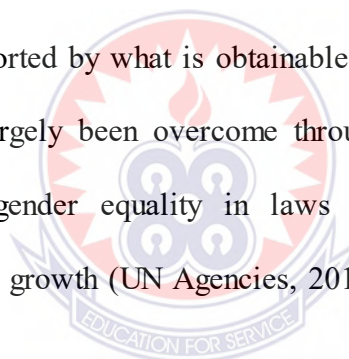 orted by what is obtainable
rgely been overcome throu
gender equality in laws
growth (UN Agencies, 201
EDUCATION FOR SERVICE